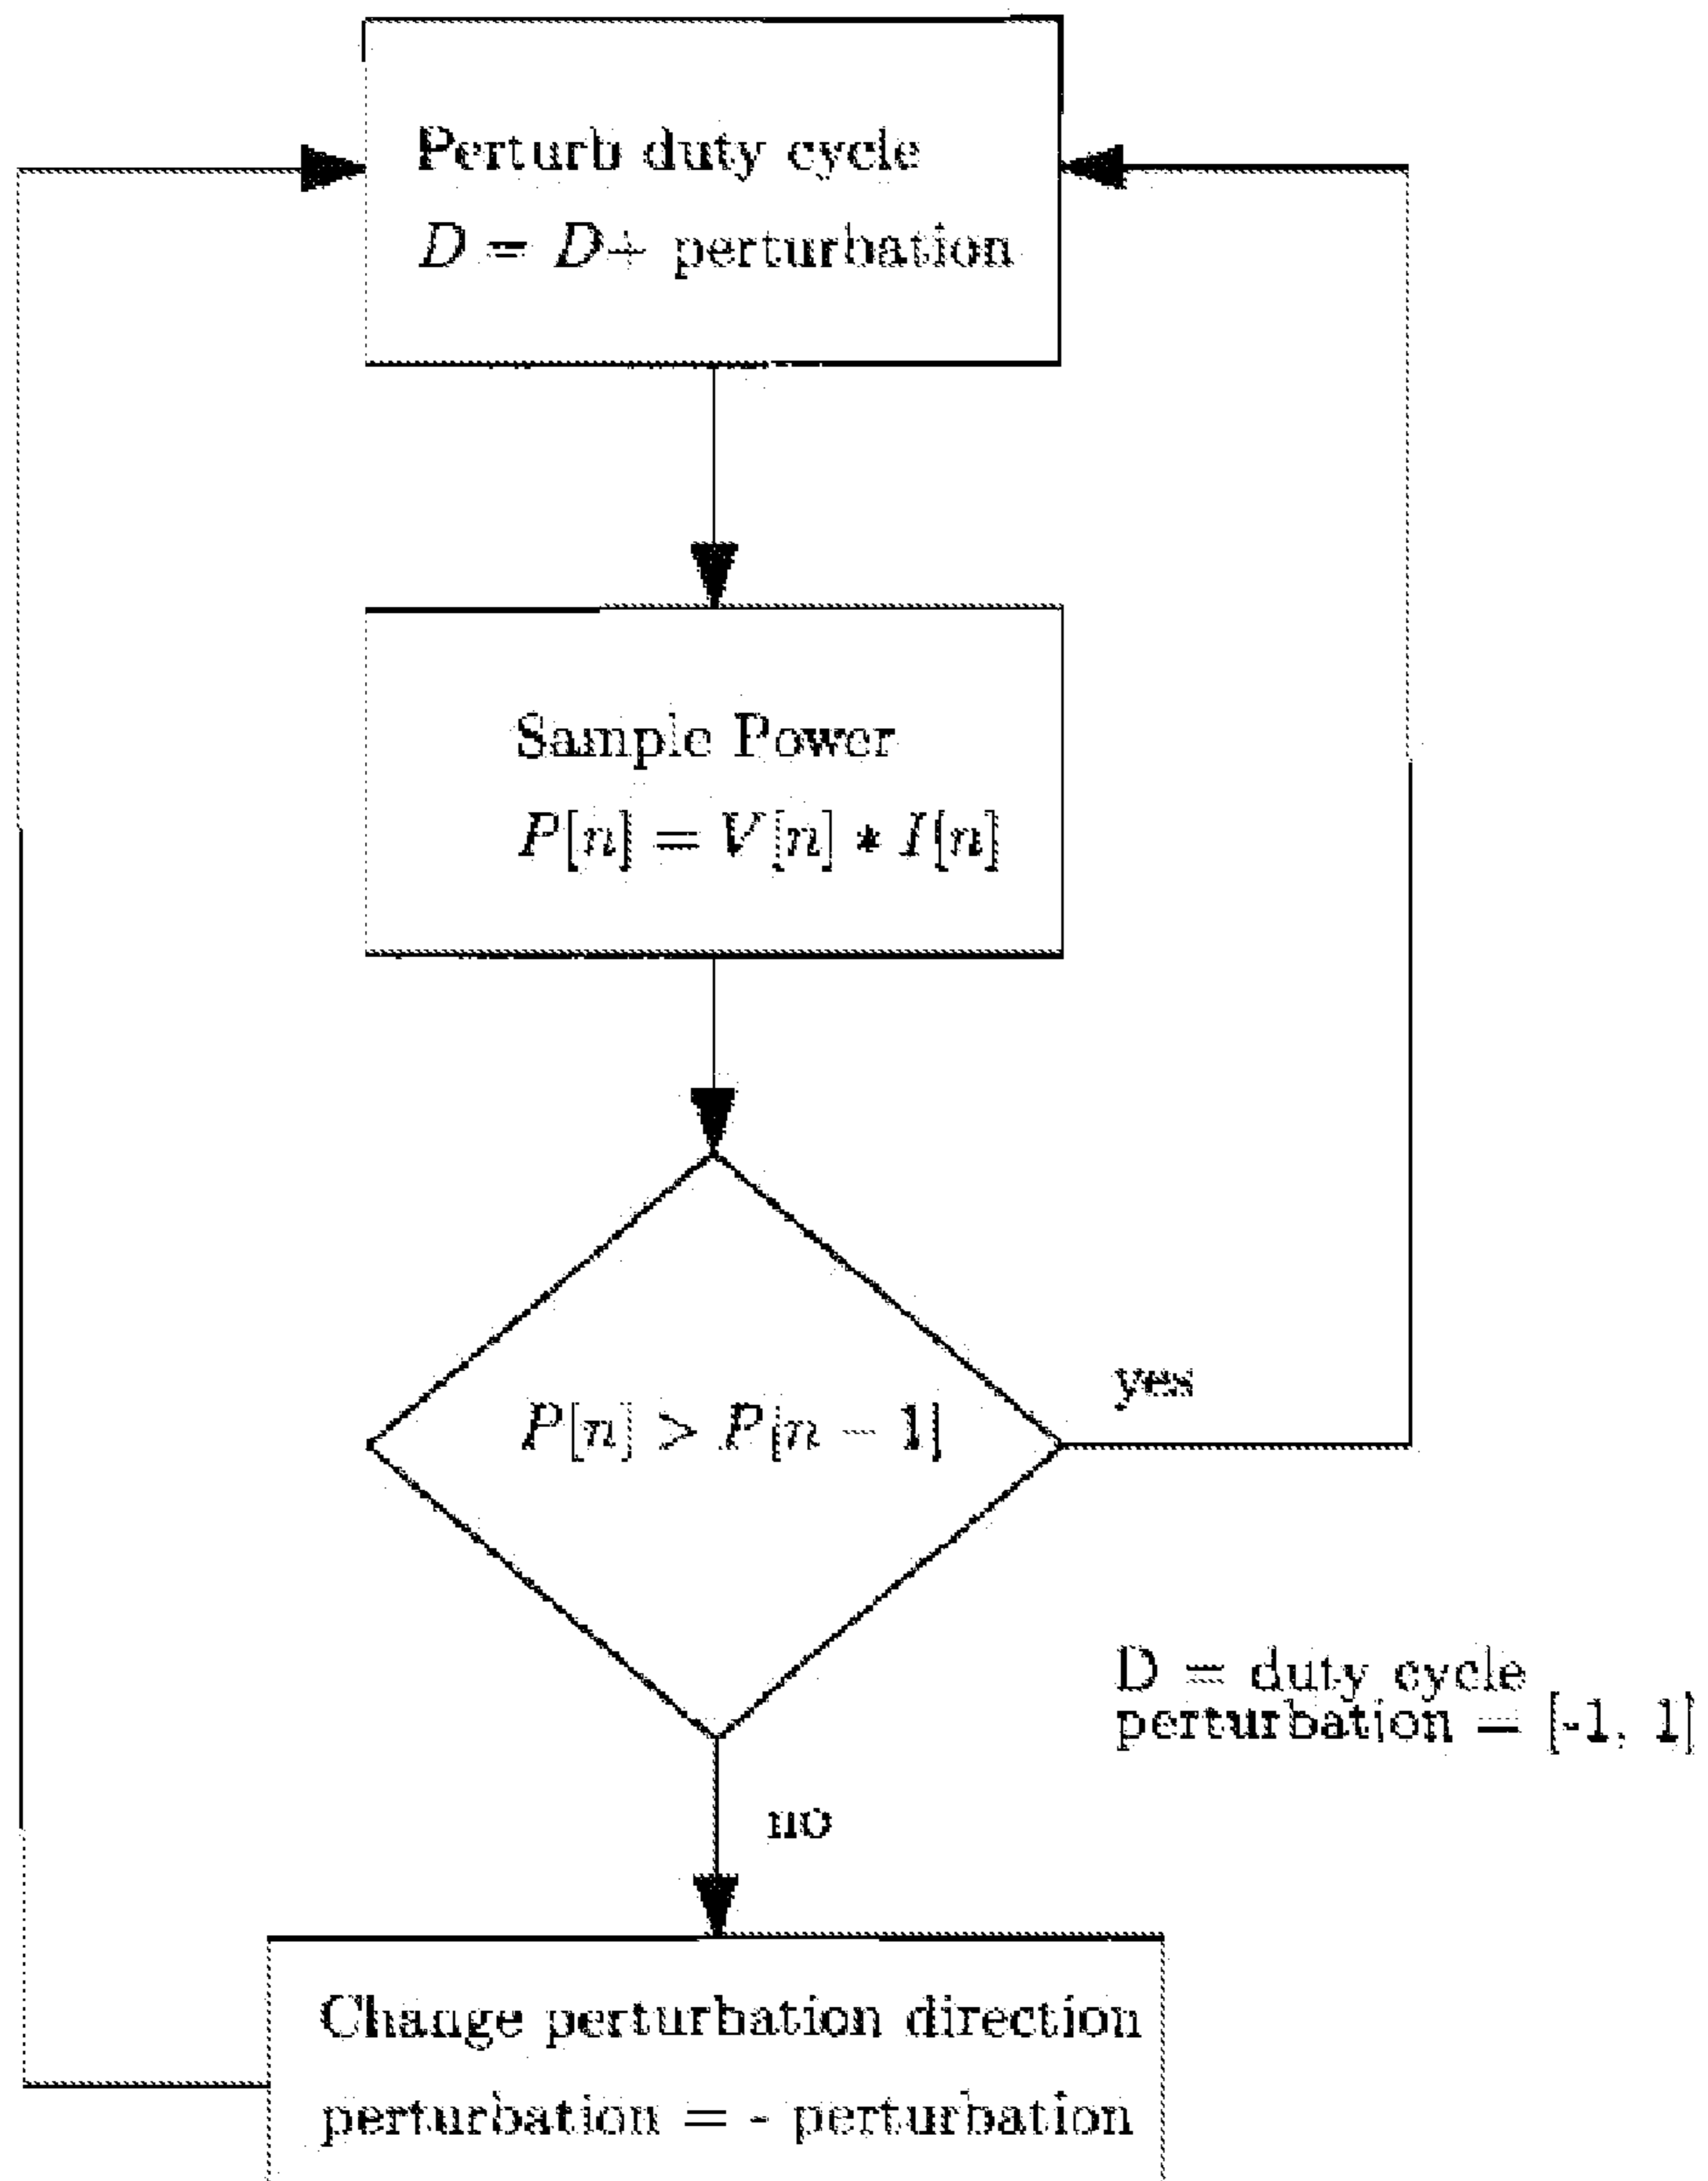 Perturb duty cycle
D = D+ perturbation
Sample Power
P[n] = V[n] * I[n]
P[n] > P[n − 1]
yes
D = duty cycle
perturbation = [-1, 1]
no
Change perturbation direction
perturbation = - perturbation